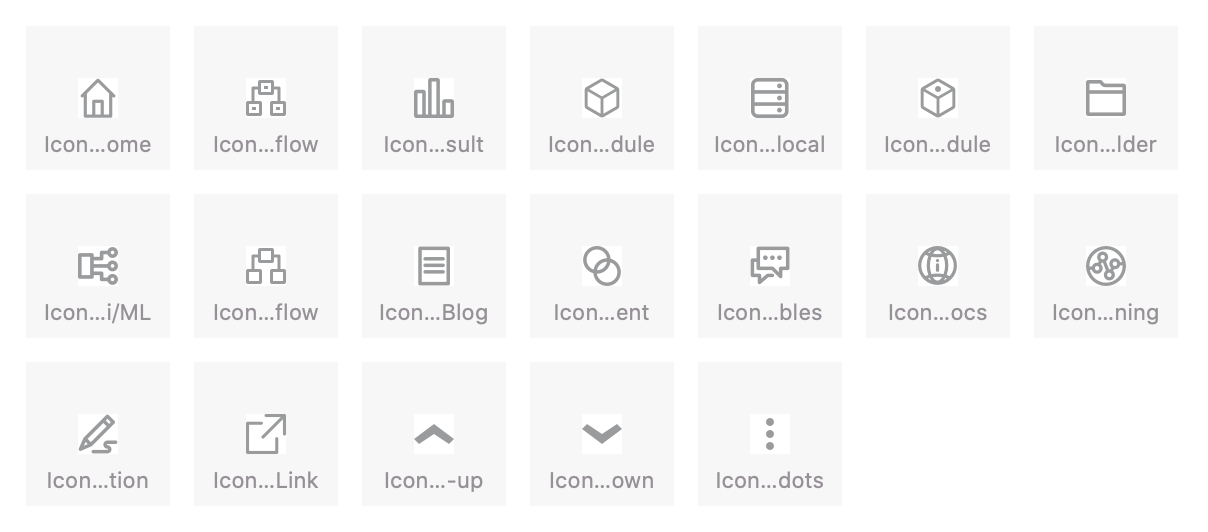 Icon...ome
Icon...flow
Icon...sult
Icon...dule
Icon...local
Icon...dule
Icon...lder
Icon...i/ML
Icon...flow
Icon...Blog
Icon...ent
Icon...bles
Icon...ocs
Icon...ning
Icon...tion
Icon...Link
Icon...-up
Icon...own
Icon...dots